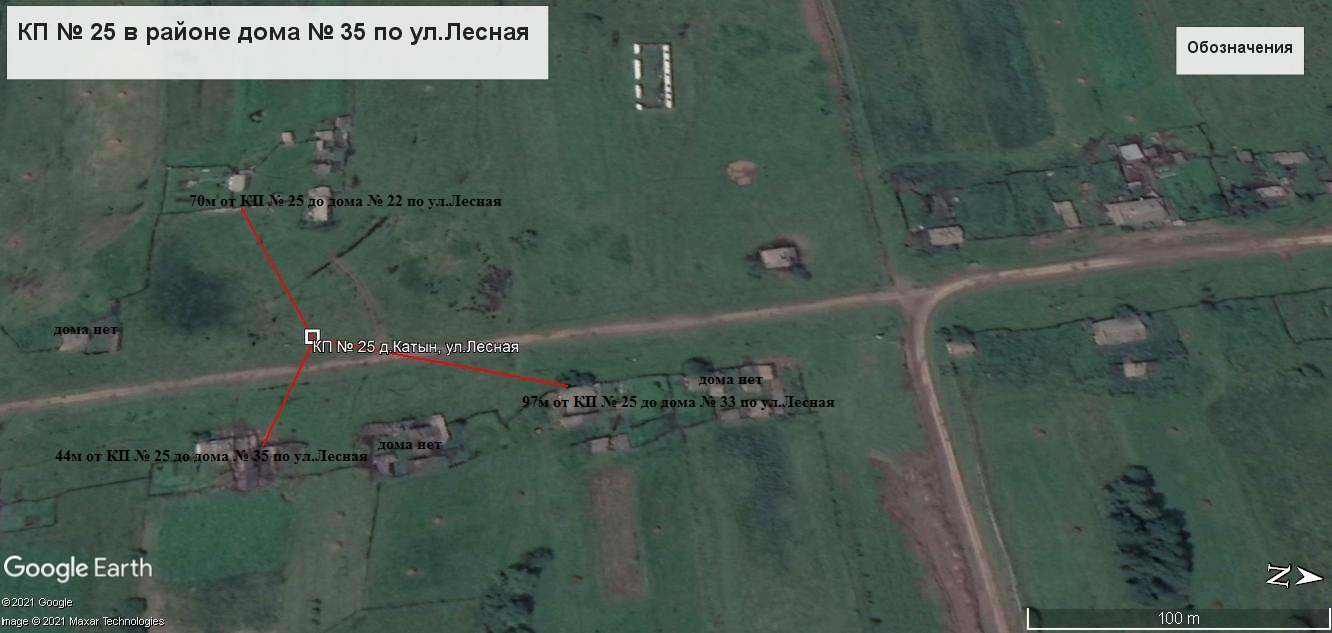 КП № 25 в районе дома № 35 по ул.Лесная
Обозначения
70м от КП № 25 до дома № 22 по ул.Лесная
дома нет
КП № 25 д.Катын, ул.Лесная
дома нет
97м от КП № 25 до дома № 33 по ул.Лесная
дома нет
44м от КП № 25 до дома № 35 по ул.Лесная
Google Earth
©2021 Google
Image © 2021 Maxar Technologies
N
100 m